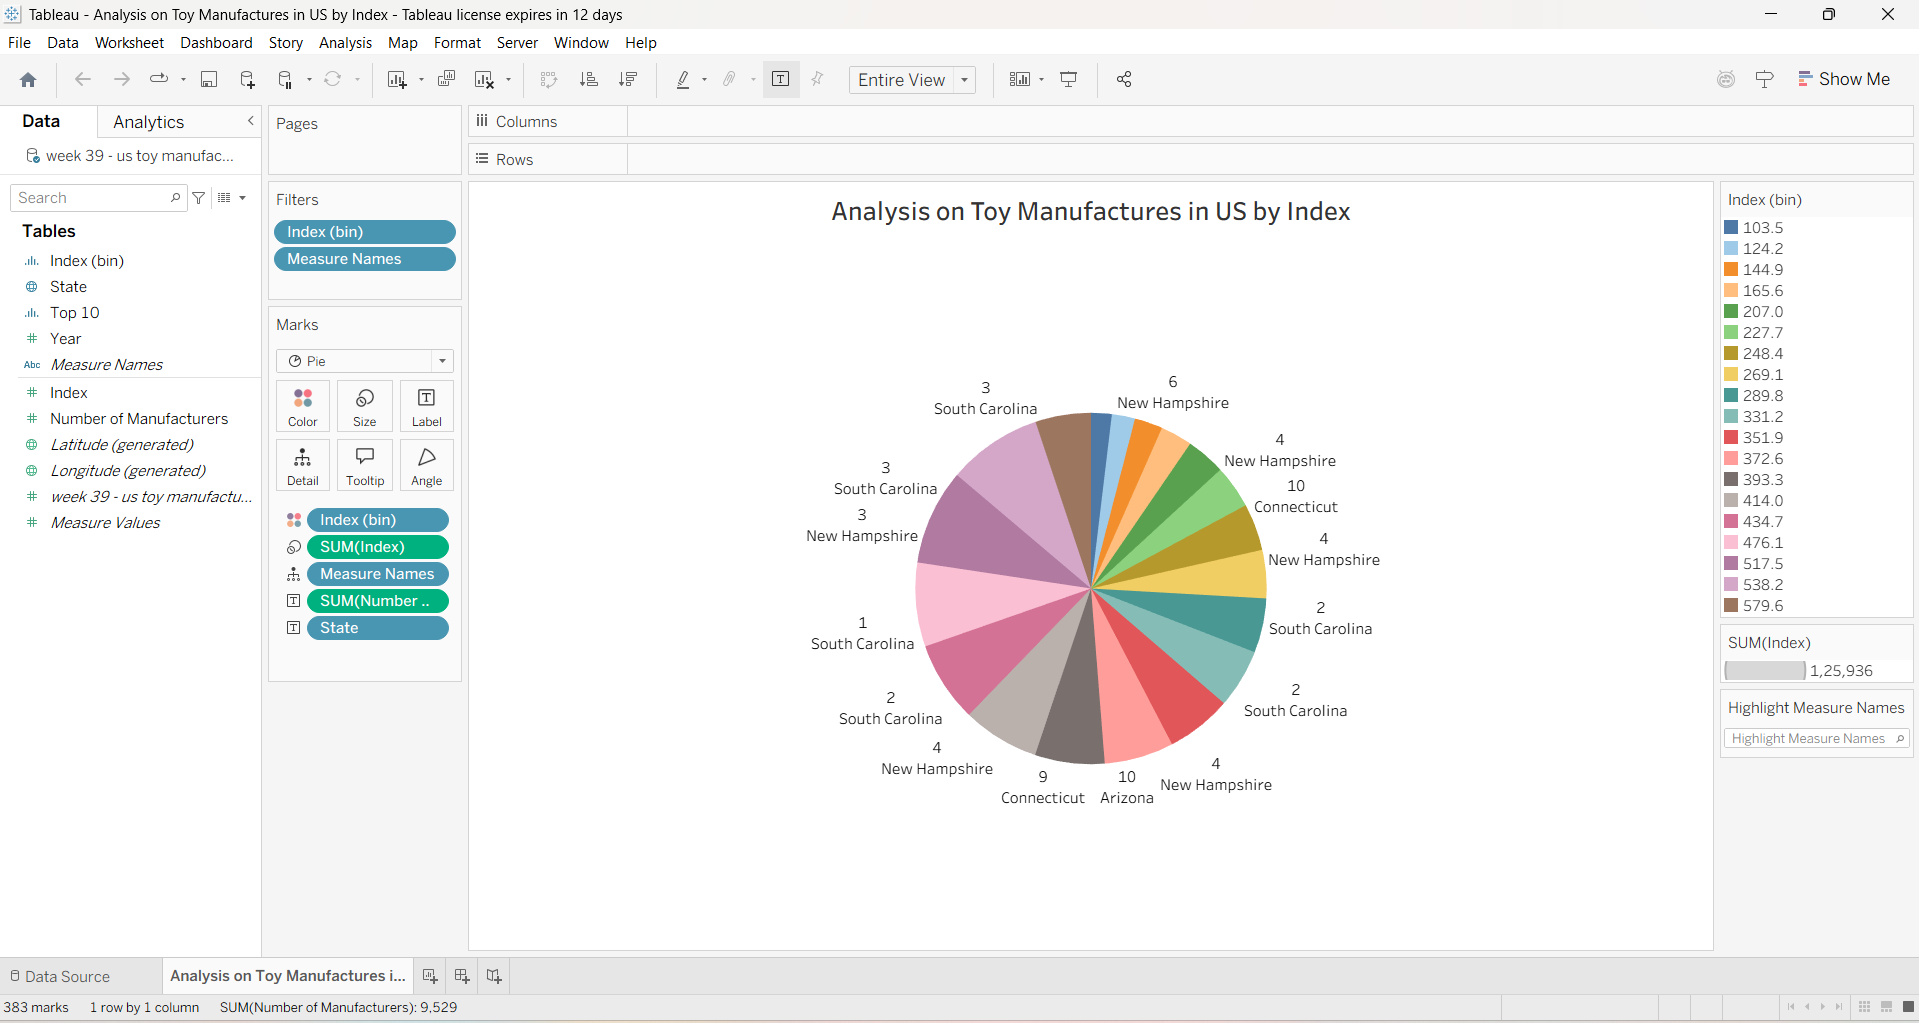 Tableau - Analysis on Toy Manufactures in US by Index - Tableau license expires in 12 days
File Data Worksheet Dashboard Story Analysis Map Format Server Window Help
Entire View
Show Me
Data
Analytics
week 39 - us toy manufac...
Search
Tables
Index (bin)
State
Top 10
Year
Abc Measure Names
Index
Number of Manufacturers
Latitude (generated)
Longitude (generated)
week 39 - us toy manufactu...
Measure Values
Pages
Filters
Index (bin)
Measure Names
Marks
Pie
Color
Size
Label
Detail
Tooltip
Angle
Index (bin)
SUM(Index)
Measure Names
SUM(Number ..
State
Columns
Rows
Analysis on Toy Manufactures in US by Index
6
New Hampshire
4
New Hampshire
10
Connecticut
4
New Hampshire
2
South Carolina
2
South Carolina
4
New Hampshire
10
Arizona
9
Connecticut
4
New Hampshire
2
South Carolina
1
South Carolina
3
New Hampshire
3
South Carolina
3
South Carolina
Index (bin)
103.5
124.2
144.9
165.6
207.0
227.7
248.4
269.1
289.8
331.2
351.9
372.6
393.3
414.0
434.7
476.1
517.5
538.2
579.6
SUM(Index)
1,25,936
Highlight Measure Names
Highlight Measure Names
Data Source
Analysis on Toy Manufactures i...
383 marks
1 row by 1 column
SUM(Number of Manufacturers): 9,529